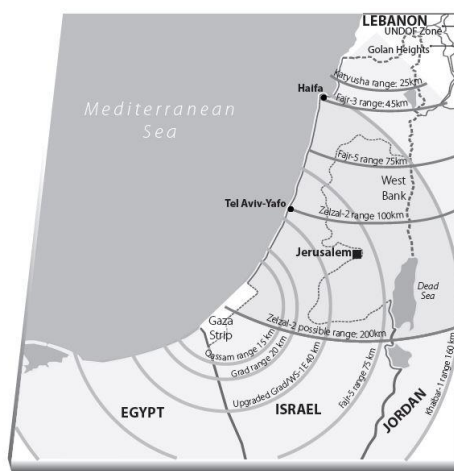 LEBANON
UNDOF Zone
Golan Heights
Katyusha range: 25km
Haifa
Fajr-3 range: 45km
Mediterranean
Sea
Fajr-5 range 75km
West
Bank
Tel Aviv-Yafo
Zelzal-2 range 100km
Jerusalem
Dead
Sea
Zelzal-2 possible range: 200km
Gaza
Strip
Qassam range 15 km
Grad range 20 km
Upgraded Grad/WS-1E 40 km
Fajr-5 range 75 km
Khaibar-1 range 160 km
EGYPT
ISRAEL
JORDAN